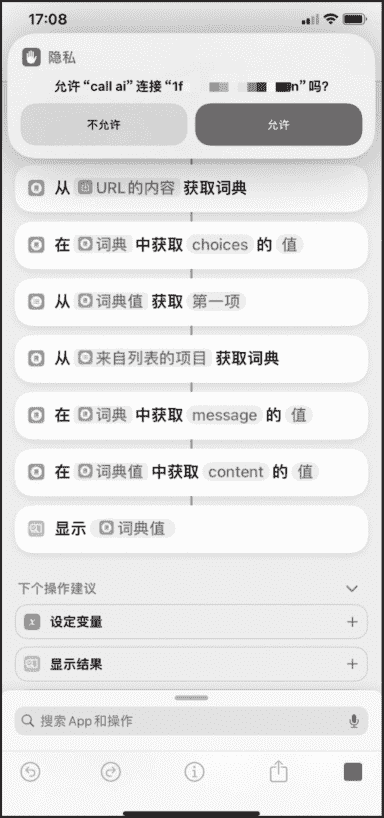 17:08
隐私
允许“call ai”连接“1f n”吗?
不允许
允许
从 URL的内容 获取词典
在 词典 中获取 choices 的 值
从 词典值 获取 第一项
从 来自列表的项目 获取词典
在 词典 中获取 message 的 值
在 词典值 中获取 content 的 值
显示 词典值
下个操作建议
设定变量
显示结果
搜索App和操作